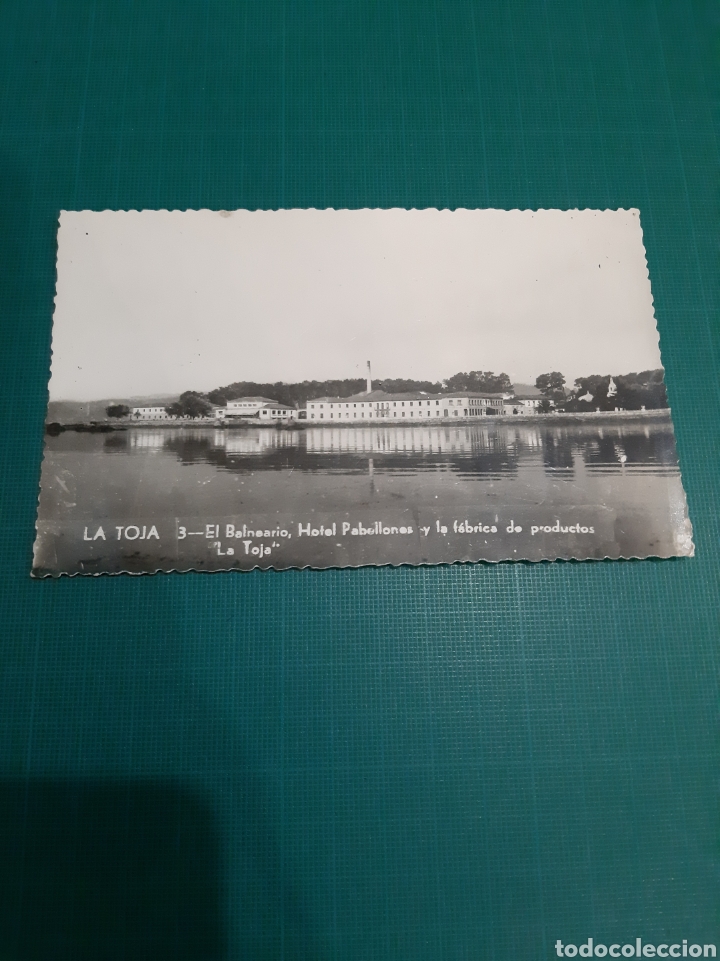 LA TOJA 3—El Balneario, Hotel Pabellones y la fábrica de productos
"La Toja"
todocoleccion